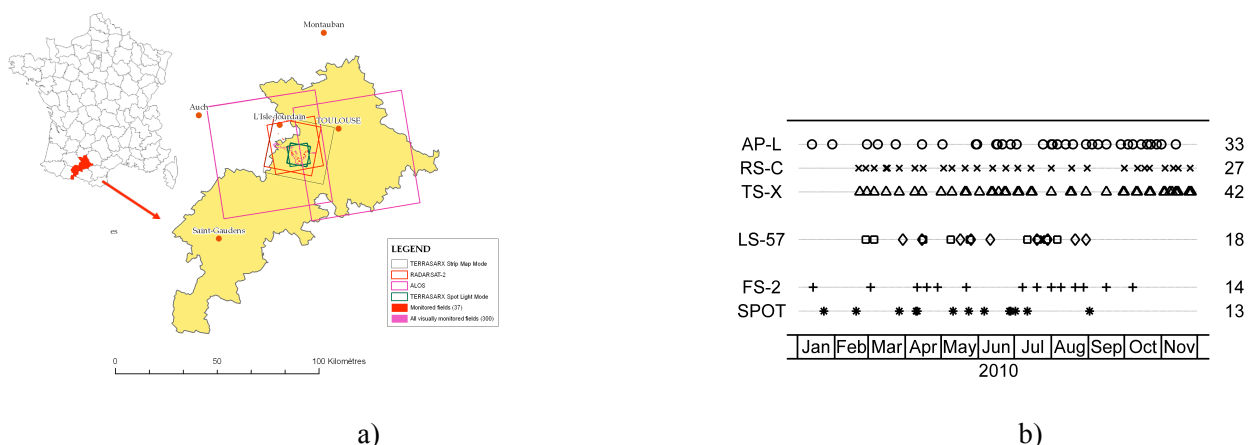 Montauban
Auch
L'Isle-Jourdain
TOULOUSE
es
Saint-Gaudens
LEGEND
TERRASARX Strip Map Mode
RADARSAT-2
ALOS
TERRASARX Spot Light Mode
Monitored fields (37)
All visually monitored fields (300)
0 50 100 Kilométres
a)
AP-L 33
RS-C 27
TS-X 42
LS-57 18
FS-2 14
SPOT 13
Jan Feb Mar Apr May Jun Jul Aug Sep Oct Nov
2010
b)